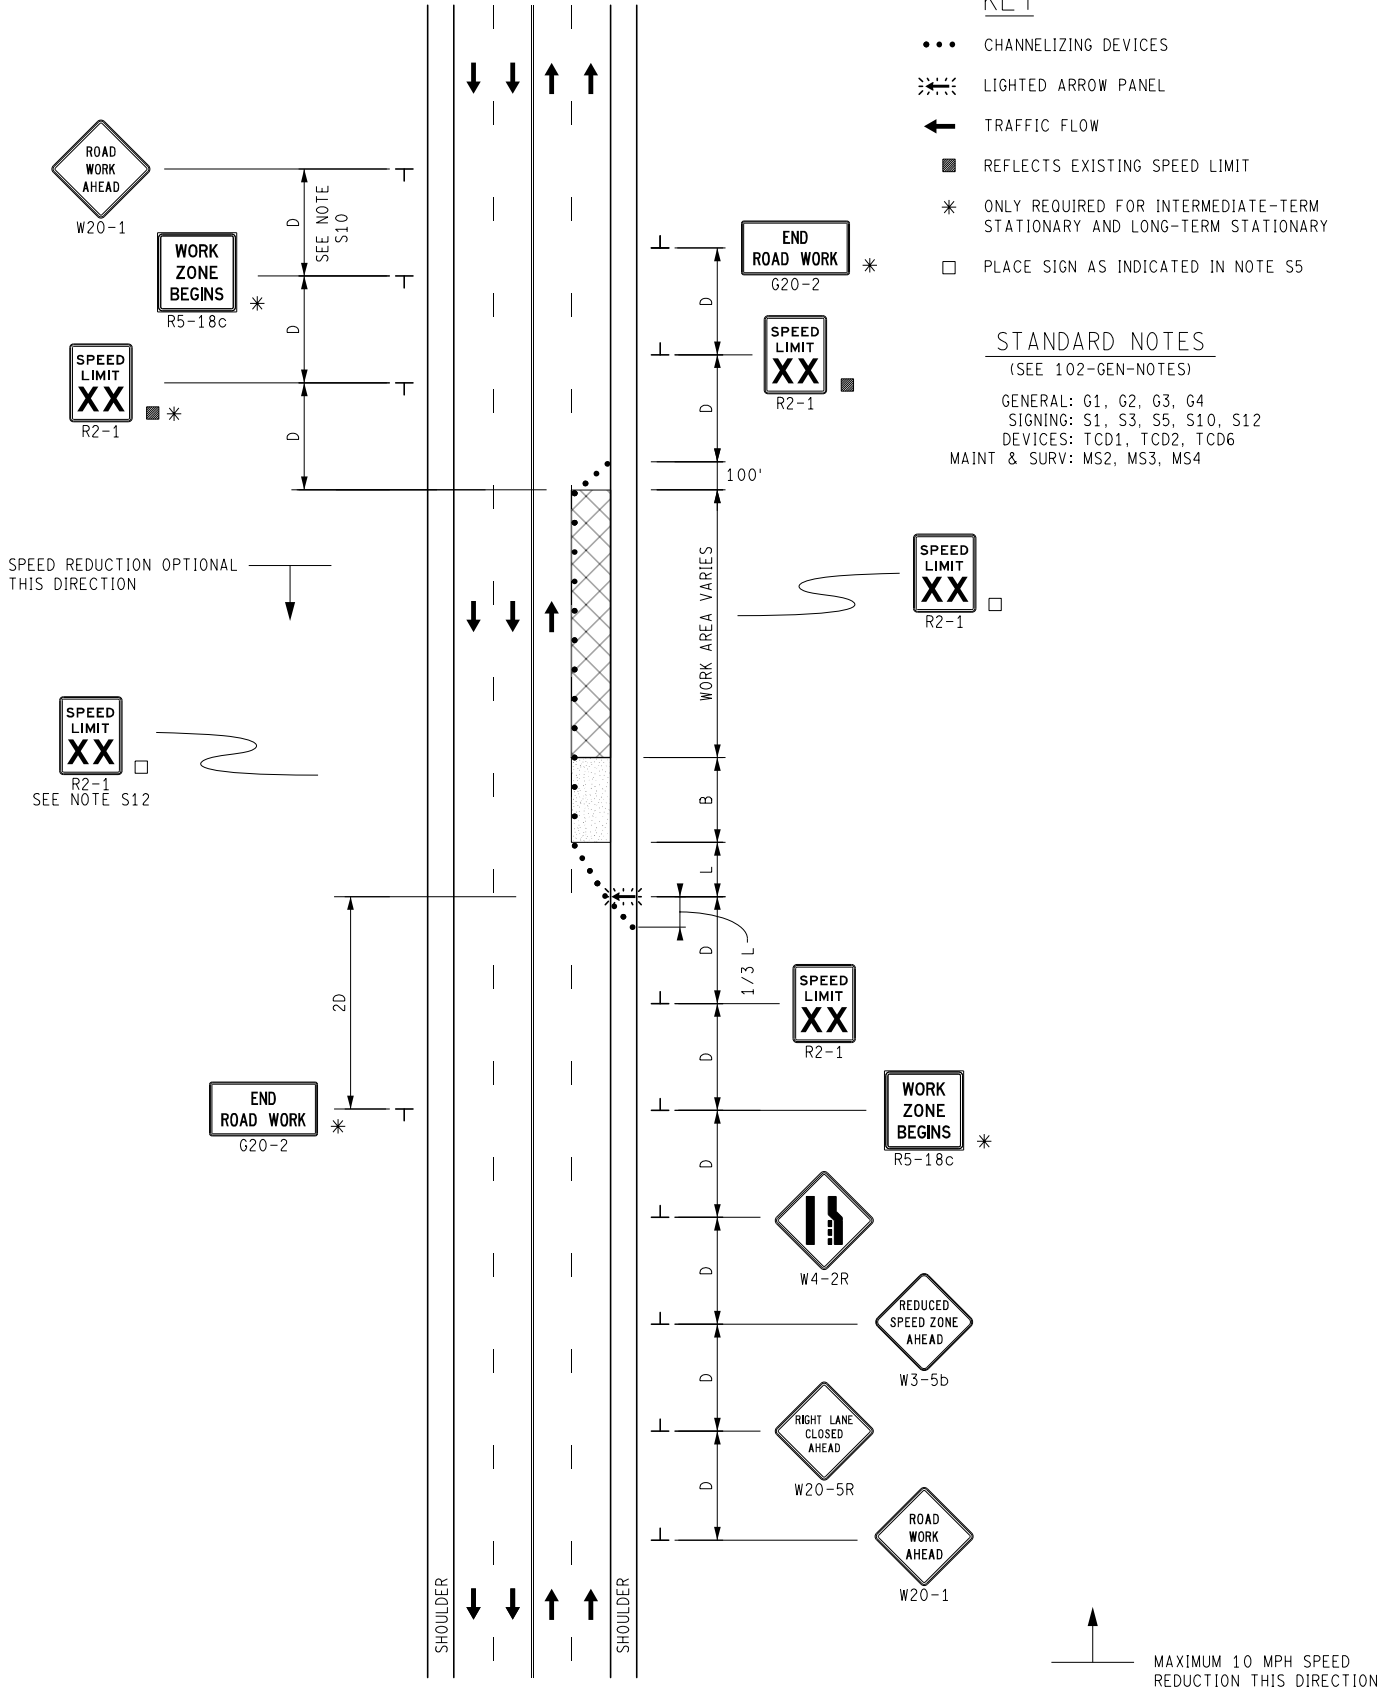 KEY
CHANNELIZING DEVICES
LIGHTED ARROW PANEL
TRAFFIC FLOW
REFLECTS EXISTING SPEED LIMIT
ONLY REQUIRED FOR INTERMEDIATE-TERM
STATIONARY AND LONG-TERM STATIONARY
PLACE SIGN AS INDICATED IN NOTE S5
STANDARD NOTES
(SEE 102-GEN-NOTES)
GENERAL: G1, G2, G3, G4
SIGNING: S1, S3, S5, S10, S12
DEVICES: TCD1, TCD2, TCD6
MAINT & SURV: MS2, MS3, MS4
ROAD
WORK
AHEAD
W20-1
D
SEE NOTE
S10
WORK
ZONE
BEGINS
R5-18c
D
SPEED
LIMIT
XX
R2-1
D
END
ROAD WORK
G20-2
D
SPEED
LIMIT
XX
R2-1
D
100'
SPEED REDUCTION OPTIONAL
THIS DIRECTION
WORK AREA VARIES
SPEED
LIMIT
XX
R2-1
SPEED
LIMIT
XX
R2-1
SEE NOTE S12
B
L
D
1/3 L
2D
SPEED
LIMIT
XX
R2-1
D
END
ROAD WORK
G20-2
WORK
ZONE
BEGINS
R5-18c
D
W4-2R
D
REDUCED
SPEED ZONE
AHEAD
W3-5b
D
RIGHT LANE
CLOSED
AHEAD
W20-5R
D
ROAD
WORK
AHEAD
W20-1
SHOULDER
SHOULDER
MAXIMUM 10 MPH SPEED
REDUCTION THIS DIRECTION